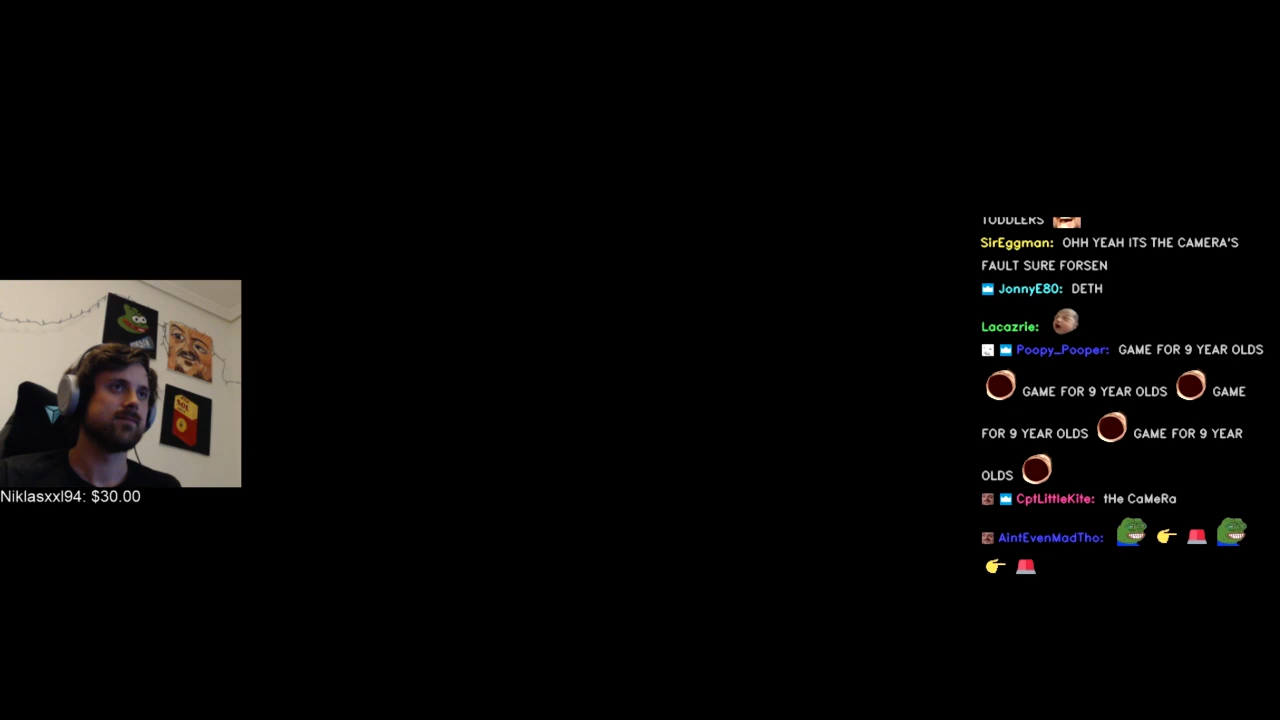 TODDLERS
SirEggman: OHH YEAH ITS THE CAMERA'S
FAULT SURE FORSEN
JonnyE80: DETH
Lacazrie:
Poopy_Pooper: GAME FOR 9 YEAR OLDS
GAME FOR 9 YEAR OLDS GAME
FOR 9 YEAR OLDS GAME FOR 9 YEAR
OLDS
CptLittleKite: tHe CaMeRa
AintEvenMadTho:
Niklasxxl94: $30.00